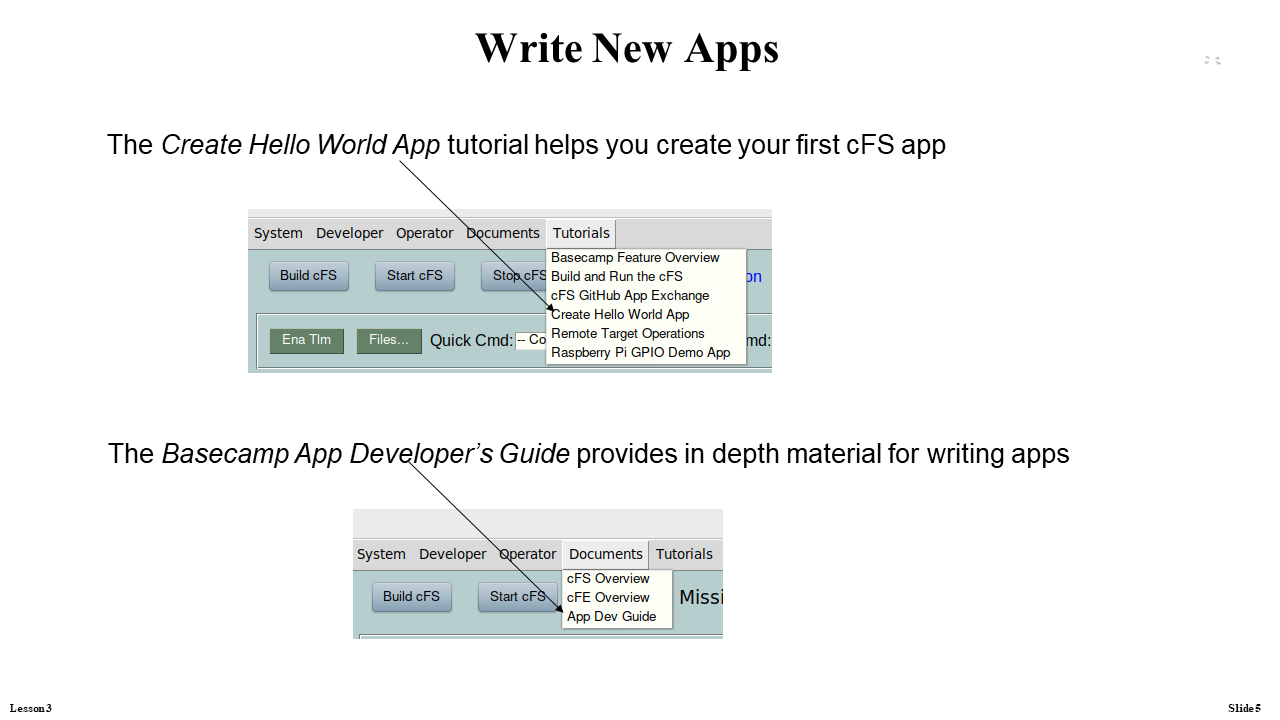 Write New Apps
The Create Hello World App tutorial helps you create your first cFS app
System Developer Operator Documents Tutorials
Build cFS Start cFS Stop cFS
Basecamp Feature Overview
Build and Run the cFS
cFS GitHub App Exchange
Create Hello World App
Remote Target Operations
Raspberry Pi GPIO Demo App
on
Ena Tlm Files... Quick Cmd: -- Co
md:
The Basecamp App Developer’s Guide provides in depth material for writing apps
System Developer Operator Documents Tutorials
Build cFS Start cFS
cFS Overview
cFE Overview
App Dev Guide
Missi
Lesson 3
Slide 5